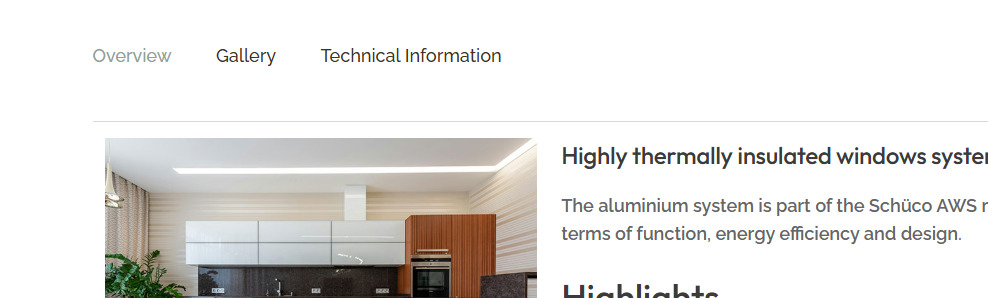 Overview Gallery Technical Information
Highly thermally insulated windows
The aluminium system is part of the Schüco AWS
terms of function, energy efficiency and design.
Highlights